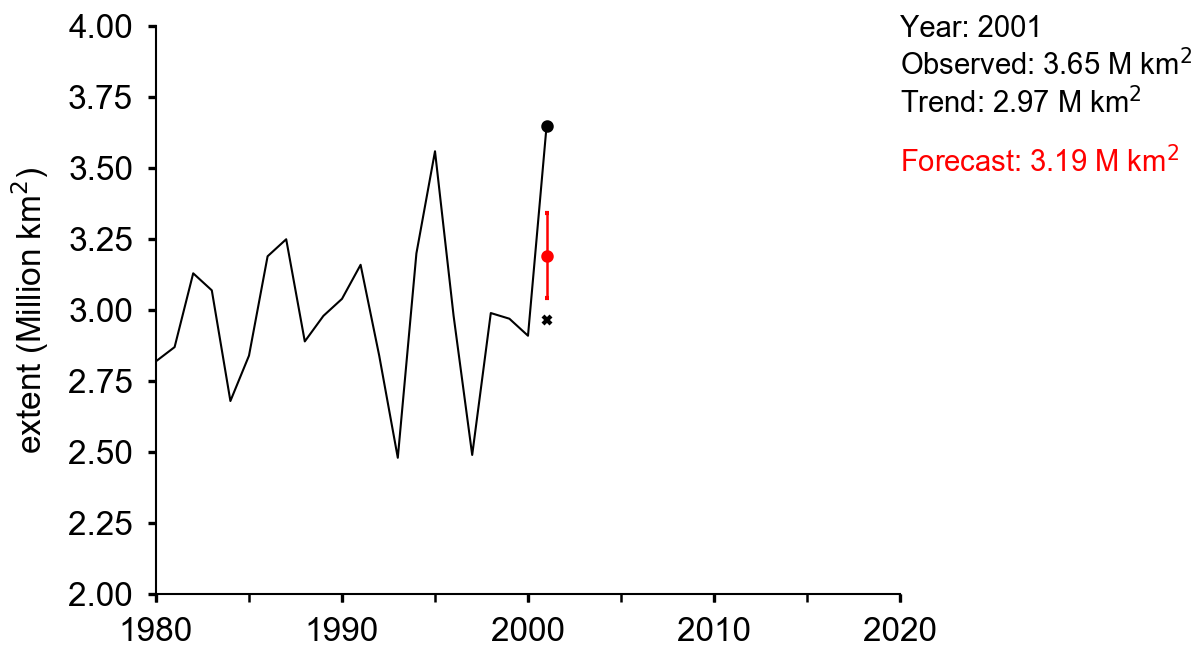 4.00
3.75
3.50
3.25
3.00
2.75
2.50
2.25
2.00
extent (Million km²)
1980
1990
2000
2010
2020
Year: 2001
Observed: 3.65 M km²
Trend: 2.97 M km²
Forecast: 3.19 M km²